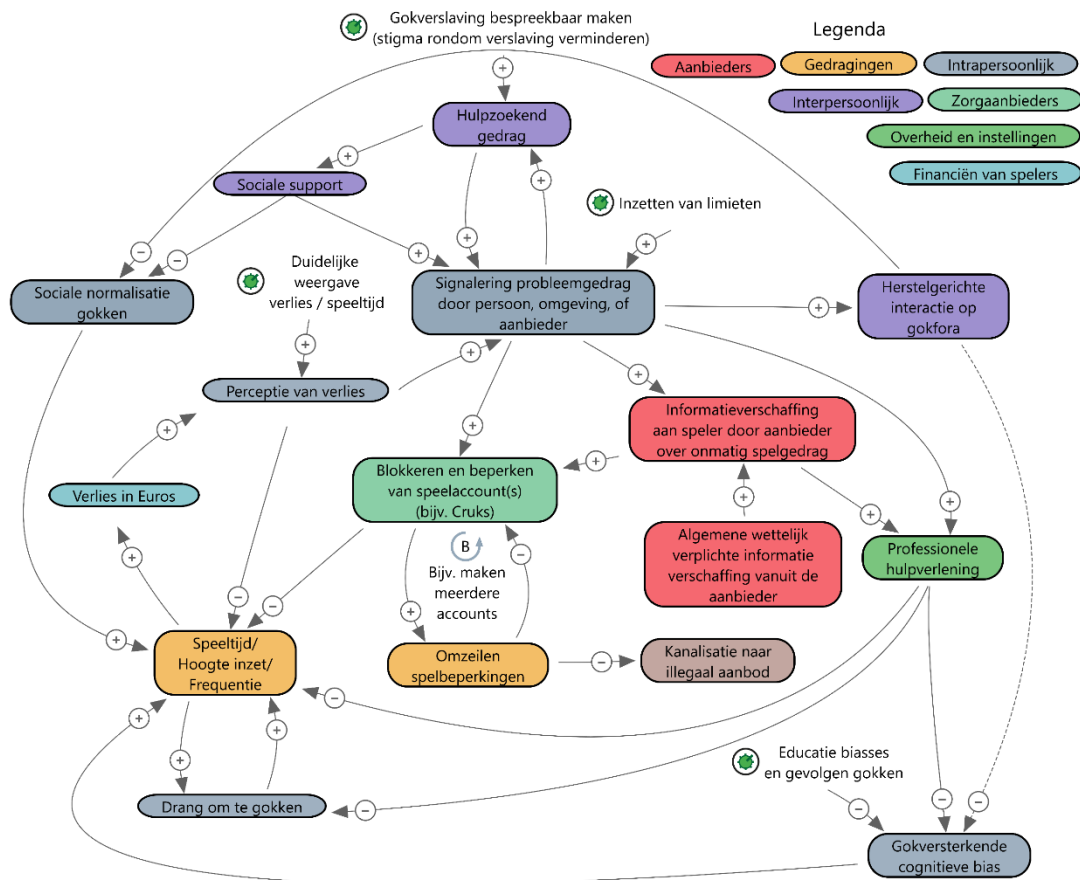 Gokverslaving bespreekbaar maken
(stigma rondom verslaving verminderen)
Legenda
Aanbieders
Gedragingen
Intrapersoonlijk
Interpersoonlijk
Zorgaanbieders
Overheid en instellingen
Financiën van spelers
+
Hulpzoekend
gedrag
+
Sociale support
+
+
Inzetten van limieten
−
−
+
+
+
Duidelijke
weergave
verlies / speeltijd
Sociale normalisatie
gokken
Signalering probleemgedrag
door persoon, omgeving, of
aanbieder
+
Herstelgerichte
interactie op
gokfora
+
+
+
+
Perceptie van verlies
Informatieverschaffing
aan speler door aanbieder
over onmatig spelgedrag
+
+
+
Blokkeren en beperken
van speelaccount(s)
(bijv. Cruks)
Verlies in Euros
+
+
Algemene wettelijk
verplichte informatie
verschaffing vanuit de
aanbieder
Professionele
hulpverlening
B
Bijv. maken
meerdere
accounts
−
+
−
−
+
+
Speeltijd/
Hoogte inzet/
Frequentie
Omzeilen
spelbeperkingen
−
Kanalisatie naar
illegaal aanbod
−
+
+
+
Educatie biasses
en gevolgen gokken
Drang om te gokken
−
−
−
−
Gokversterkende
cognitieve bias